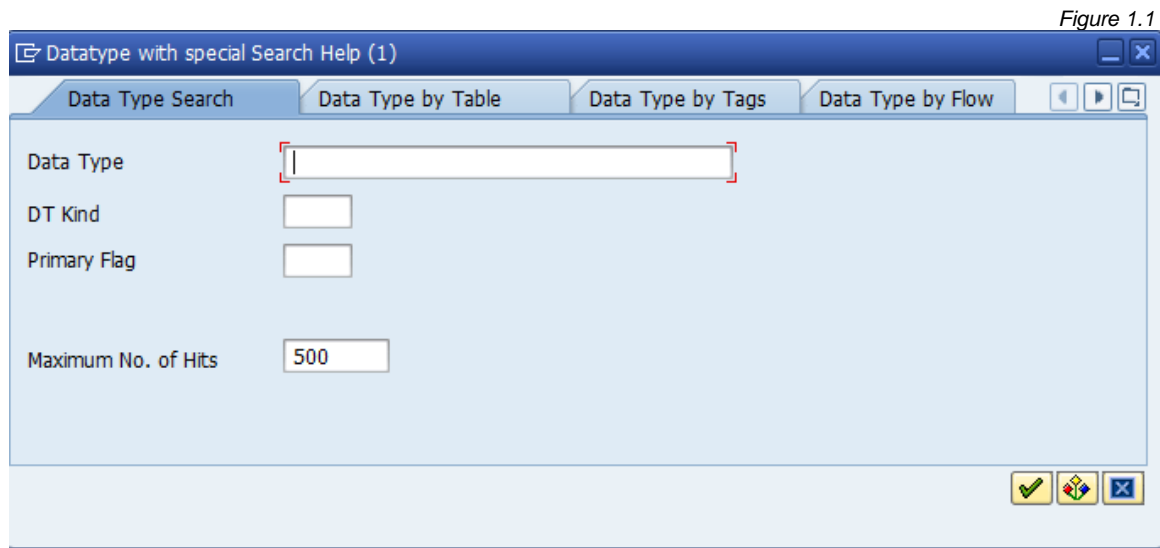 Figure 1.1
Datatype with special Search Help (1)
Data Type Search Data Type by Table Data Type by Tags Data Type by Flow
Data Type
DT Kind
Primary Flag
Maximum No. of Hits 500